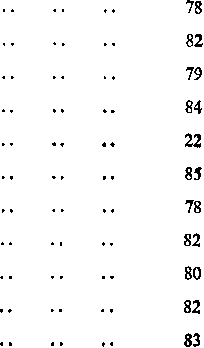 .. .. .. 78
.. .. .. 82
.. .. .. 79
.. .. .. 84
.. .. .. 22
.. .. .. 85
.. .. .. 78
.. .. .. 82
.. .. .. 80
.. .. .. 82
.. .. .. 83